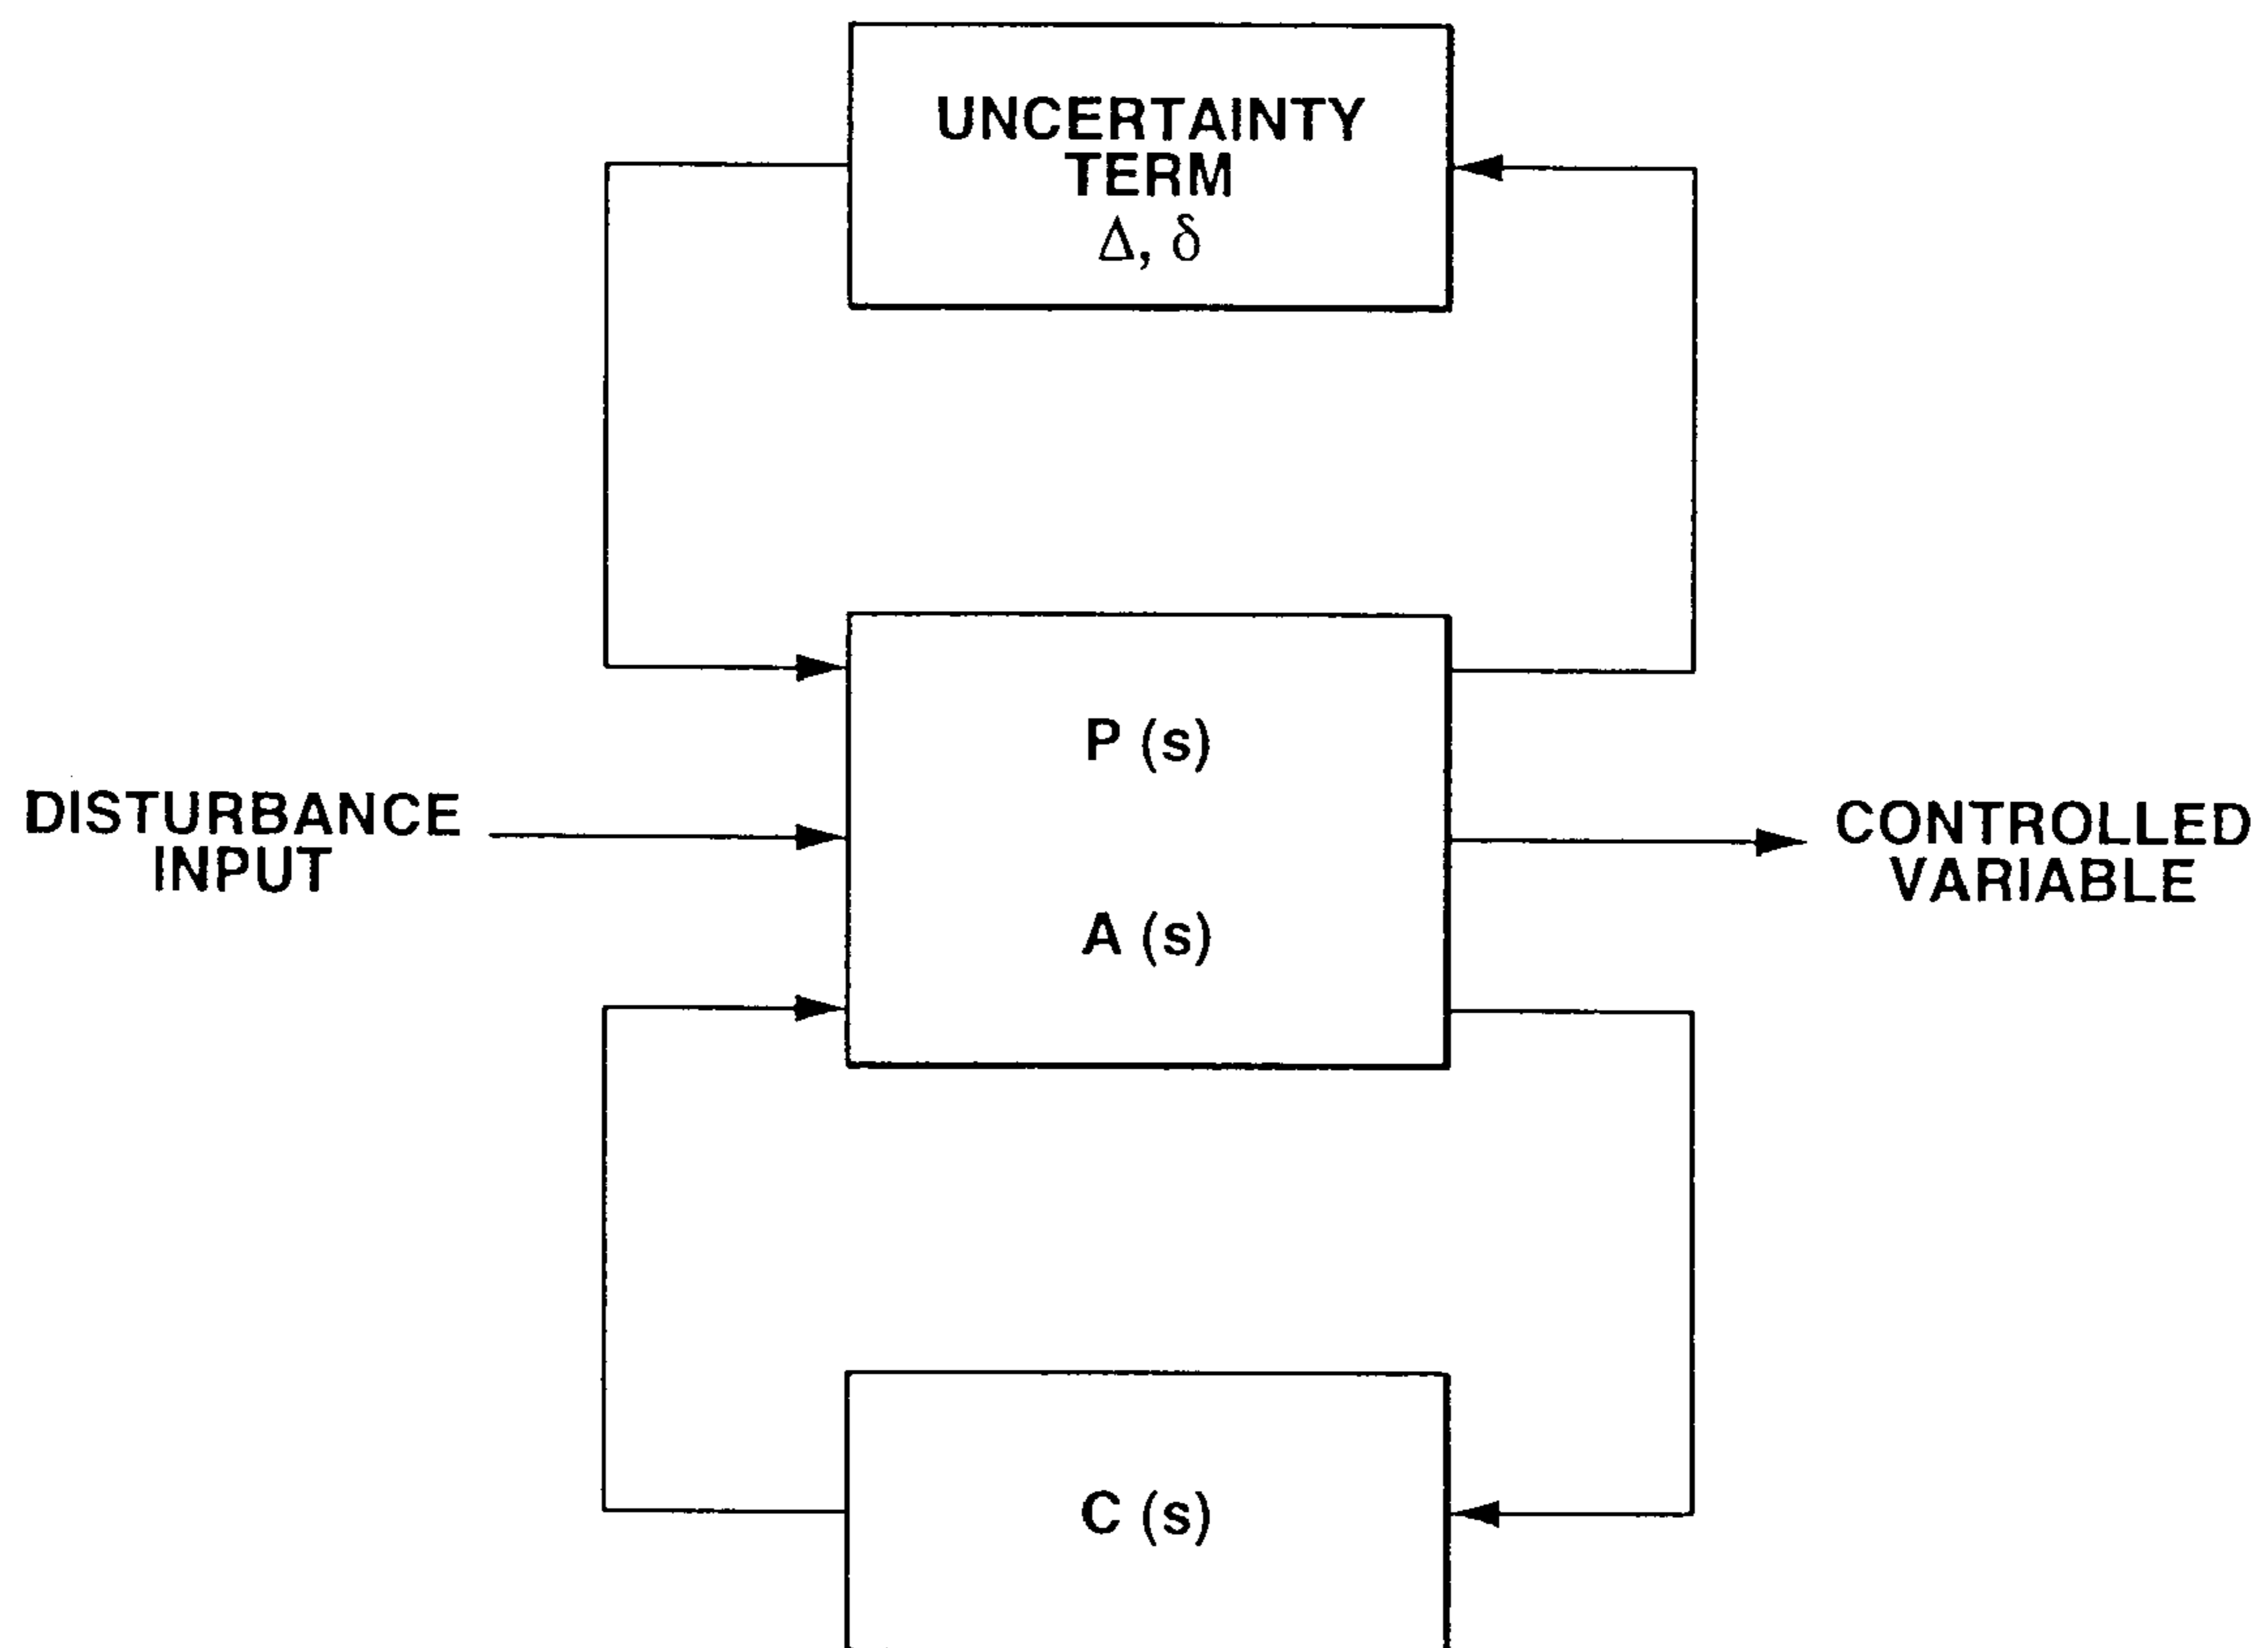 UNCERTAINTY
TERM
Δ, δ
P (s)
DISTURBANCE
INPUT
CONTROLLED
VARIABLE
A (s)
C (s)